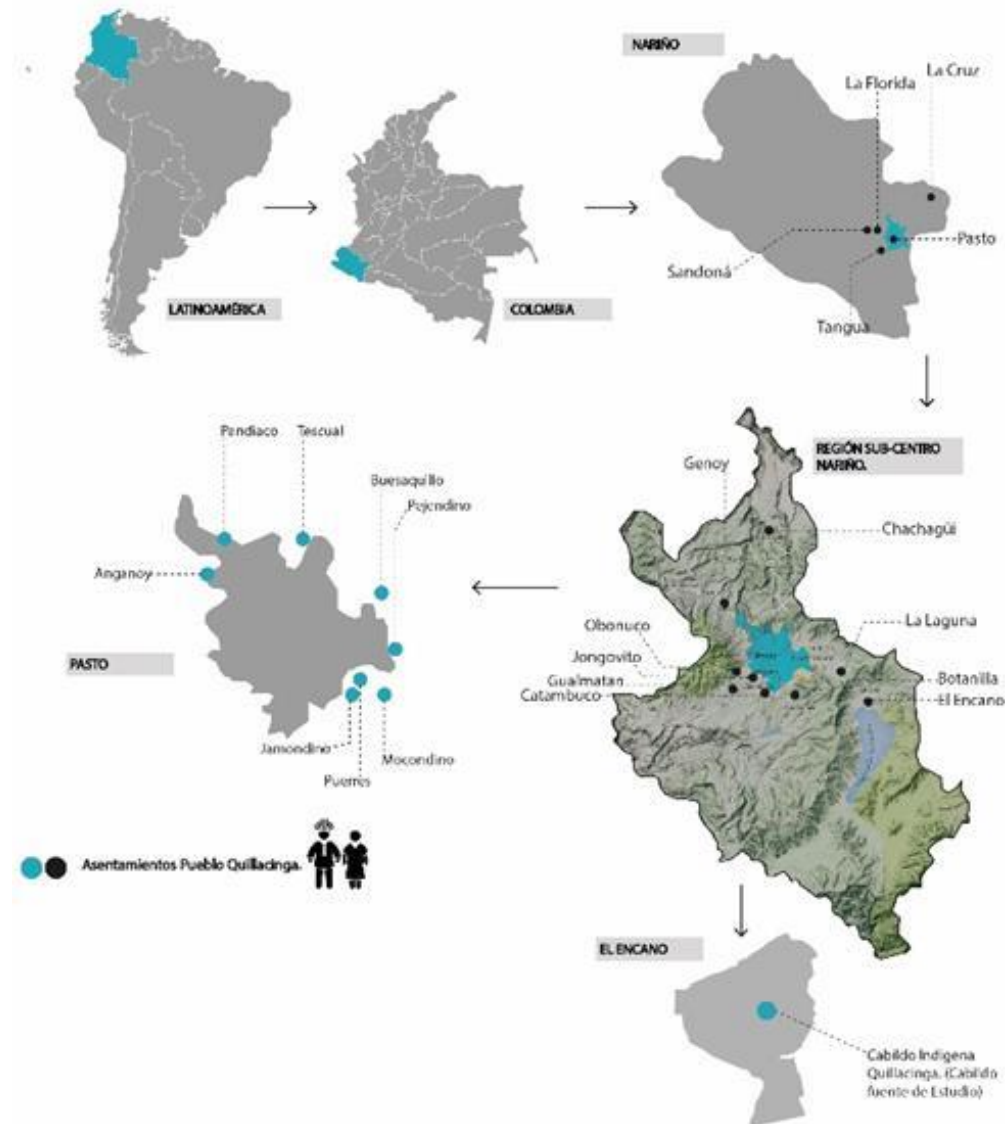 NARIÑO
La Cruz
La Florida
Pasto
Sandoná
Tangua
LATINOAMÉRICA
COLOMBIA
REGIÓN SUB-CENTRO
NARIÑO.
Genoy
Chachagüí
La Laguna
Obonuco
Jongovito
Gualmatan
Catambuco
Botanilla
El Encano
Pandiaco
Tescual
Buesaquillo
Pejendino
Anganoy
PASTO
Jamondino
Puerres
Mocondino
Asentamientos Pueblo Quillacinga.
EL ENCANO
Cabildo Indigena
Quillacinga. (Cabildo
fuente de Estudio)